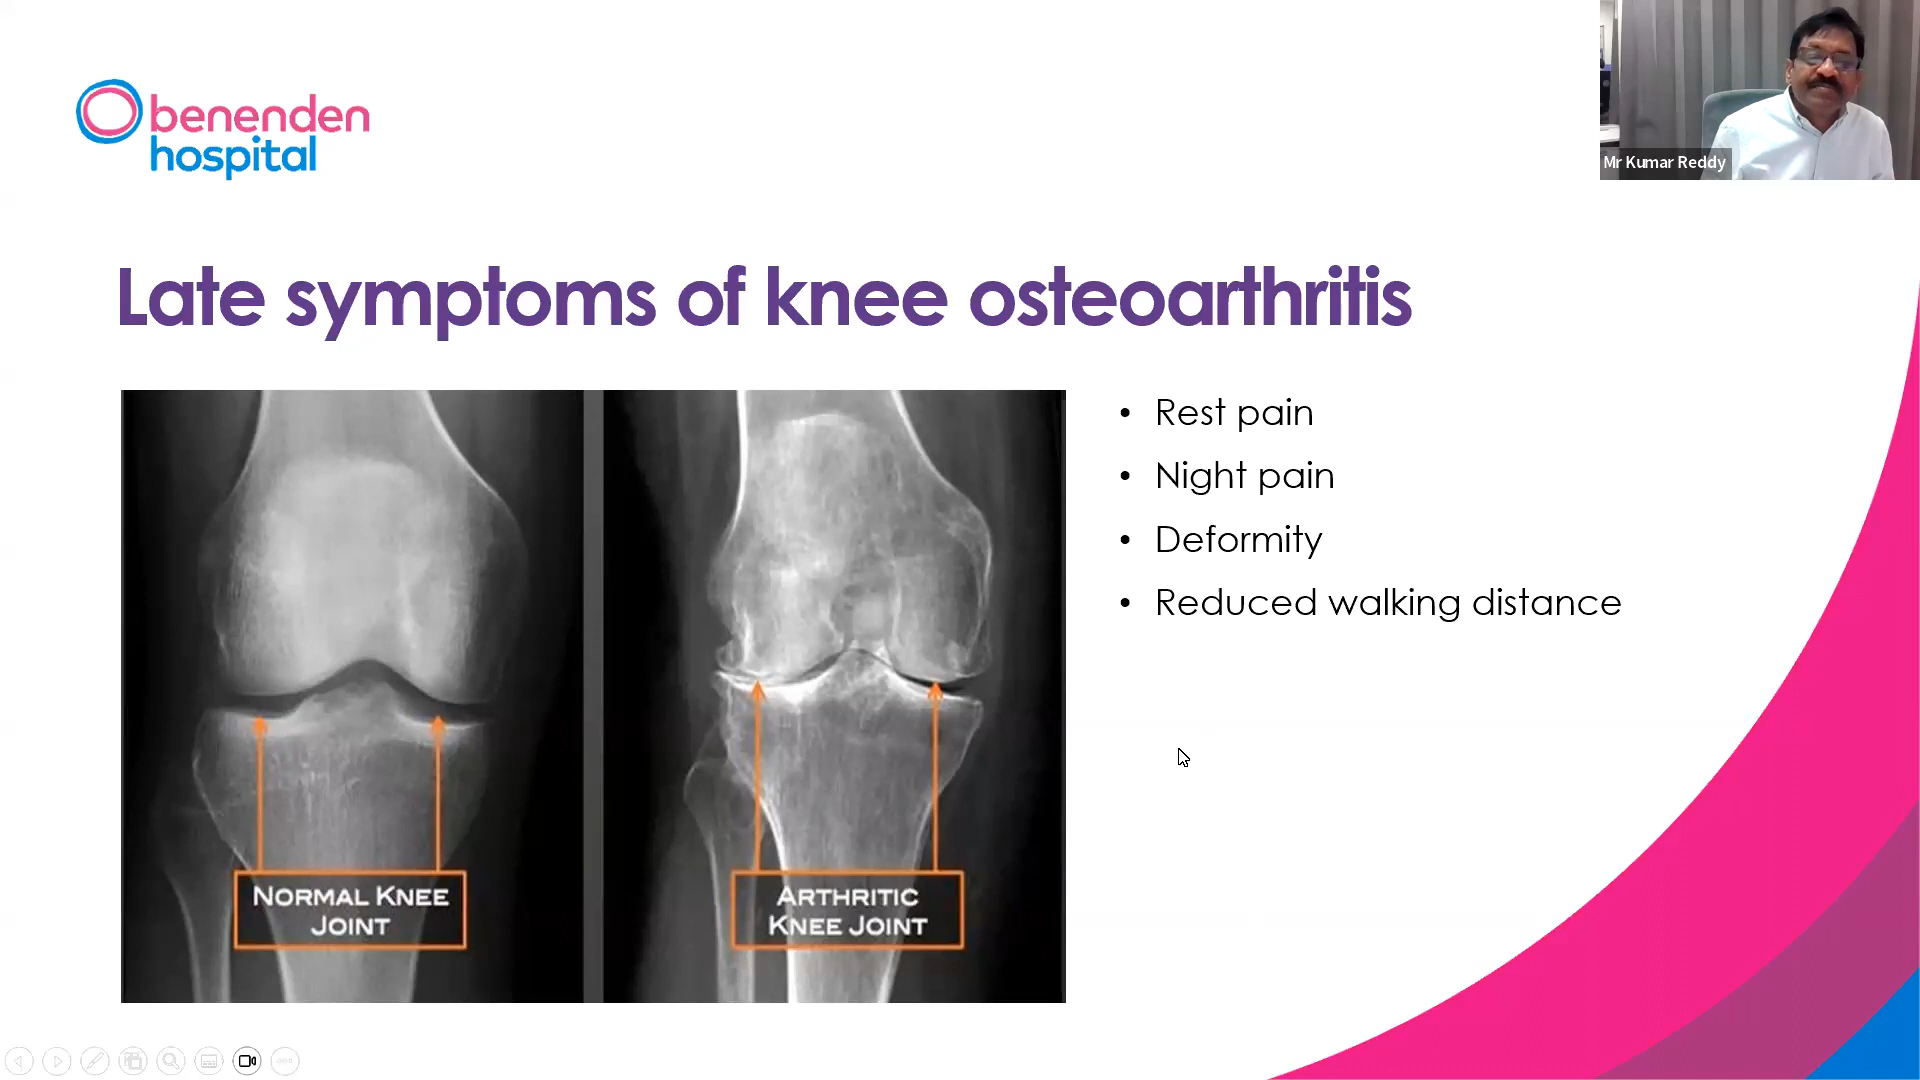 benenden
hospital
Mr Kumar Reddy
Late symptoms of knee osteoarthritis
• Rest pain
• Night pain
• Deformity
• Reduced walking distance
NORMAL KNEE
JOINT
ARTHRITIC
KNEE JOINT